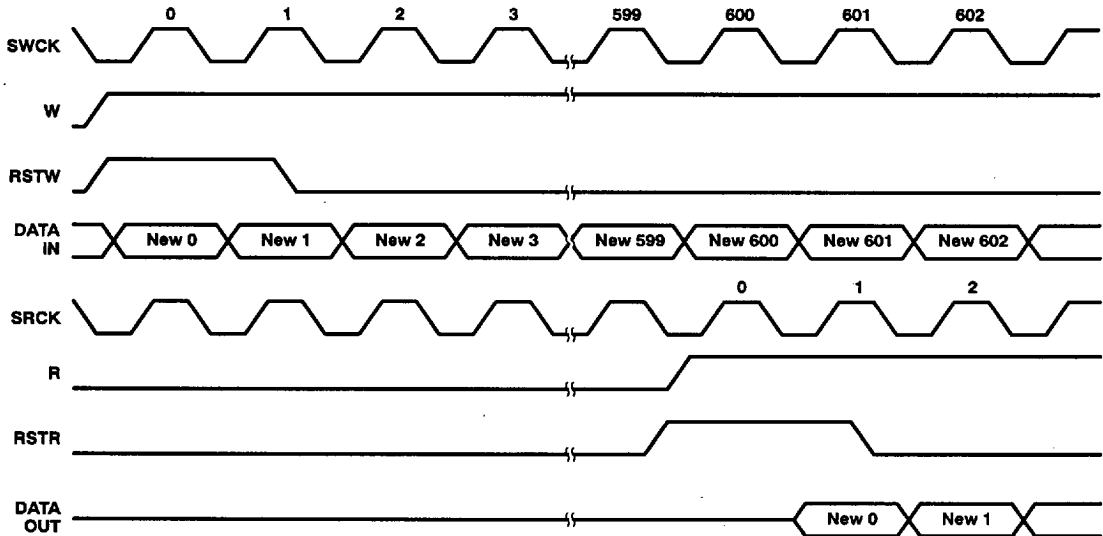 0 1 2 3 599 600 601 602
SWCK
W
RSTW
DATA
IN
New 0 New 1 New 2 New 3 New 599 New 600 New 601 New 602
0 1 2
SRCK
R
RSTR
DATA
OUT
New 0 New 1